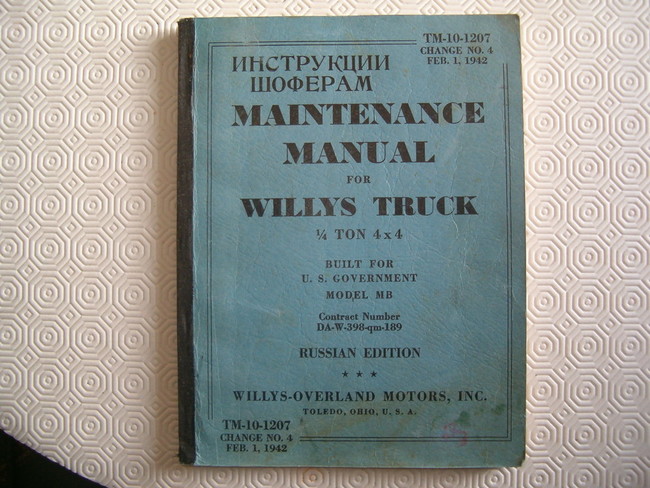 TM-10-1207
CHANGE NO. 4
FEB. 1, 1942
ИНСТРУКЦИИ
ШОФЕРАМ
MAINTENANCE
MANUAL
FOR
WILLYS TRUCK
¼ TON 4x4
BUILT FOR
U. S. GOVERNMENT
MODEL MB
Contract Number
DA-W-398-qm-189
RUSSIAN EDITION
★ ★ ★
WILLYS-OVERLAND MOTORS, INC.
TOLEDO, OHIO, U. S. A.
TM-10-1207
CHANGE NO. 4
FEB. 1, 1942